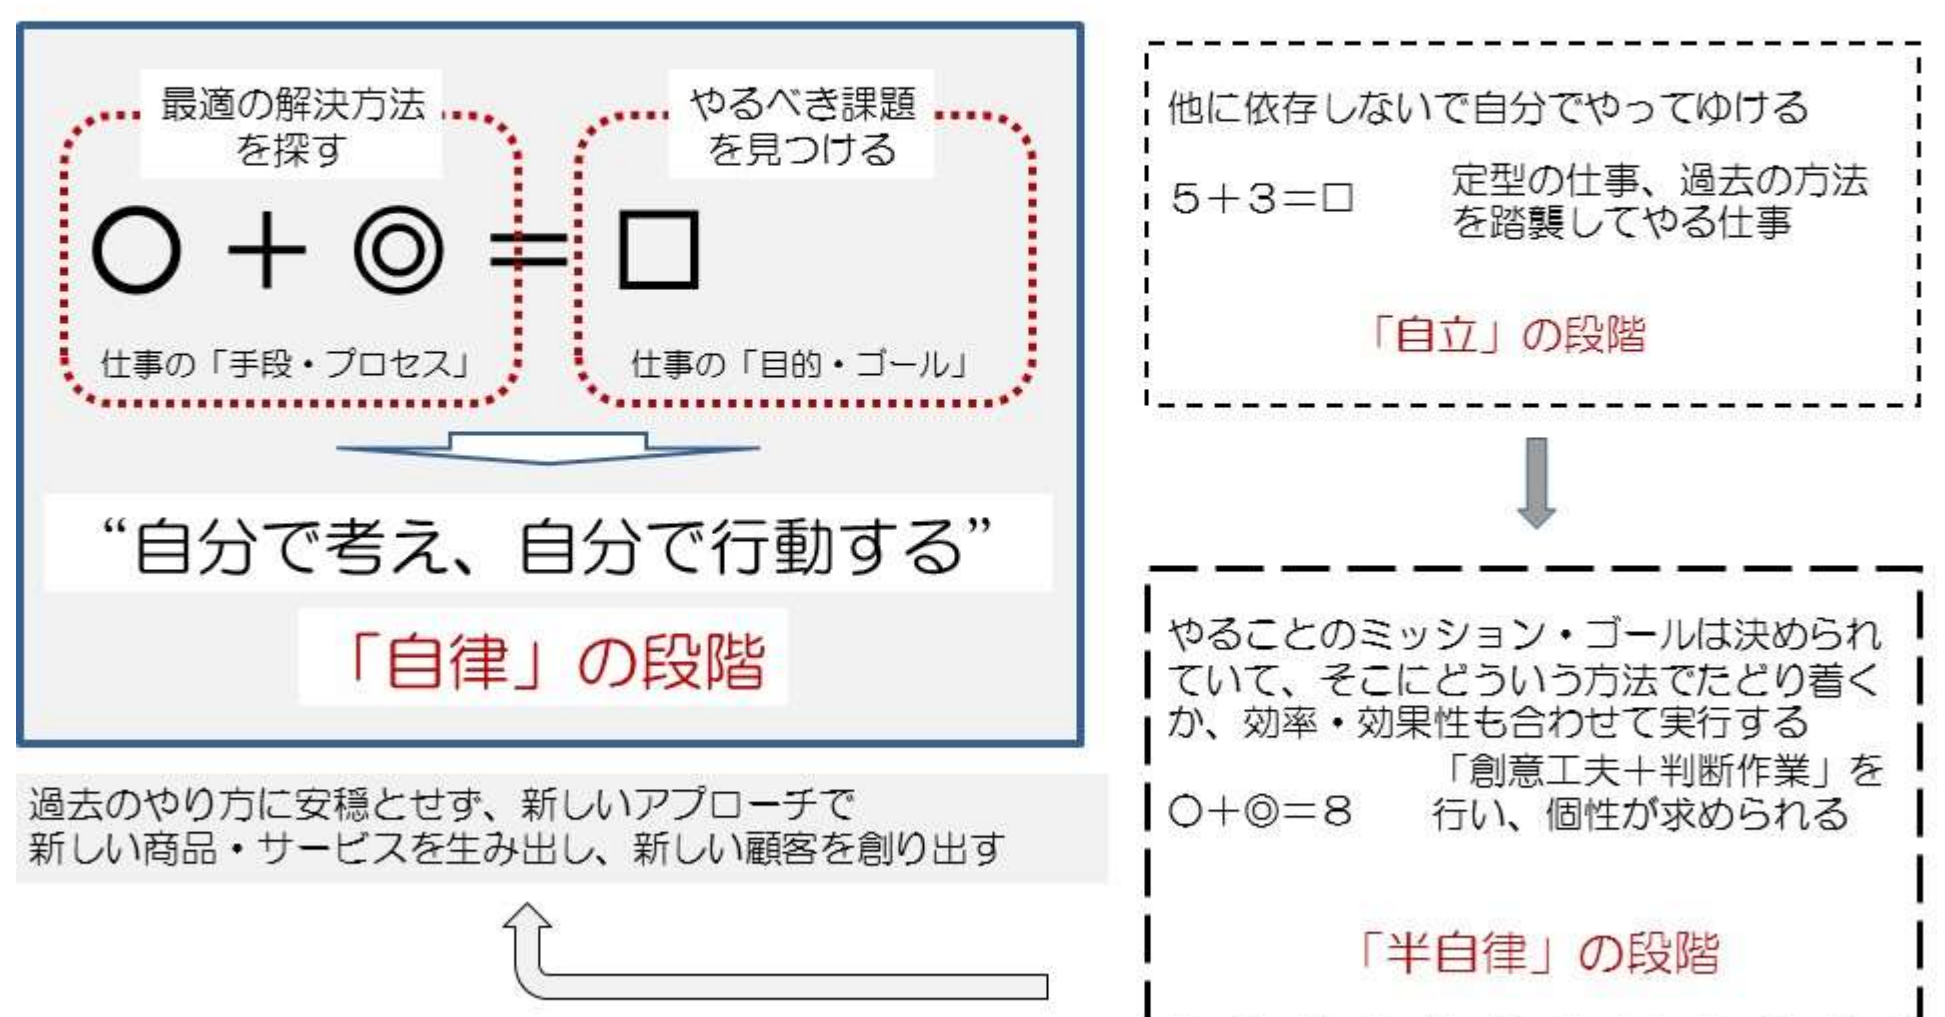 最適の解決方法
を探す
やるべき課題
を見つける
○+◎=□
仕事の「手段・プロセス」
仕事の「目的・ゴール」
“自分で考え、自分で行動する”
「自律」の段階
過去のやり方に安穏とせず、新しいアプローチで
新しい商品・サービスを生み出し、新しい顧客を創り出す
他に依存しないで自分でやってゆける
5+3=□
定型の仕事、過去の方法
を踏襲してやる仕事
「自立」の段階
やることのミッション・ゴールは決められ
ていて、そこにどういう方法でたどり着く
か、効率・効果性も合わせて実行する
「創意工夫+判断作業」を
○+◎=8
行い、個性が求められる
「半自律」の段階